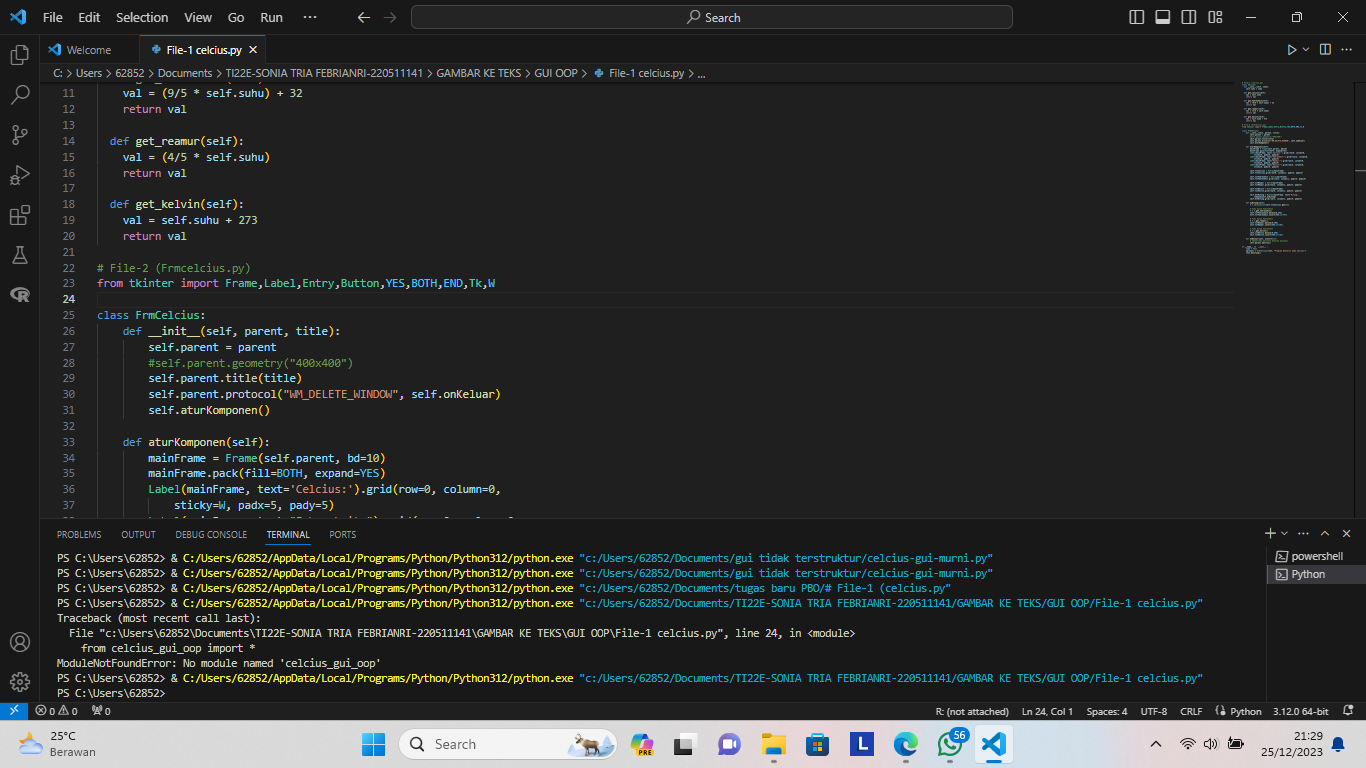 File Edit Selection View Go Run ··· Search
Welcome File-1 celcius.py
C: > Users > 62852 > Documents > TI22E-SONIA TRIA FEBRIANRI-220511141 > GAMBAR KE TEKS > GUI OOP > File-1 celcius.py > ...
11 val = (9/5 * self.suhu) + 32
12 return val
13
14 def get_reamur(self):
15 val = (4/5 * self.suhu)
16 return val
17
18 def get_kelvin(self):
19 val = self.suhu + 273
20 return val
21
22 # File-2 (Frmcelcius.py)
23 from tkinter import Frame,Label,Entry,Button,YES,BOTH,END,Tk,W
24
25 class FrmCelcius:
26 def __init__(self, parent, title):
27 self.parent = parent
28 #self.parent.geometry("400x400")
29 self.parent.title(title)
30 self.parent.protocol("WM_DELETE_WINDOW", self.onKeluar)
31 self.aturKomponen()
32
33 def aturKomponen(self):
34 mainFrame = Frame(self.parent, bd=10)
35 mainFrame.pack(fill=BOTH, expand=YES)
36 Label(mainFrame, text='Celcius:').grid(row=0, column=0,
37 sticky=W, padx=5, pady=5)
PROBLEMS OUTPUT DEBUG CONSOLE TERMINAL PORTS
powershell
Python
PS C:\Users\62852> & C:/Users/62852/AppData/Local/Programs/Python/Python312/python.exe "c:/Users/62852/Documents/gui tidak terstruktur/celcius-gui-murni.py"
PS C:\Users\62852> & C:/Users/62852/AppData/Local/Programs/Python/Python312/python.exe "c:/Users/62852/Documents/gui tidak terstruktur/celcius-gui-murni.py"
PS C:\Users\62852> & C:/Users/62852/AppData/Local/Programs/Python/Python312/python.exe "c:/Users/62852/Documents/tugas baru PBO/# File-1 (celcius.py"
PS C:\Users\62852> & C:/Users/62852/AppData/Local/Programs/Python/Python312/python.exe "c:/Users/62852/Documents/TI22E-SONIA TRIA FEBRIANRI-220511141/GAMBAR KE TEKS/GUI OOP/File-1 celcius.py"
Traceback (most recent call last):
File "c:\Users\62852\Documents\TI22E-SONIA TRIA FEBRIANRI-220511141\GAMBAR KE TEKS\GUI OOP\File-1 celcius.py", line 24, in <module>
from celcius_gui_oop import *
ModuleNotFoundError: No module named 'celcius_gui_oop'
PS C:\Users\62852> & C:/Users/62852/AppData/Local/Programs/Python/Python312/python.exe "c:/Users/62852/Documents/TI22E-SONIA TRIA FEBRIANRI-220511141/GAMBAR KE TEKS/GUI OOP/File-1 celcius.py"
PS C:\Users\62852>
0 0 0 R: (not attached) Ln 24, Col 1 Spaces: 4 UTF-8 CRLF Python 3.12.0 64-bit
25°C
Berawan
Search
PRE
L
56
21:29
25/12/2023